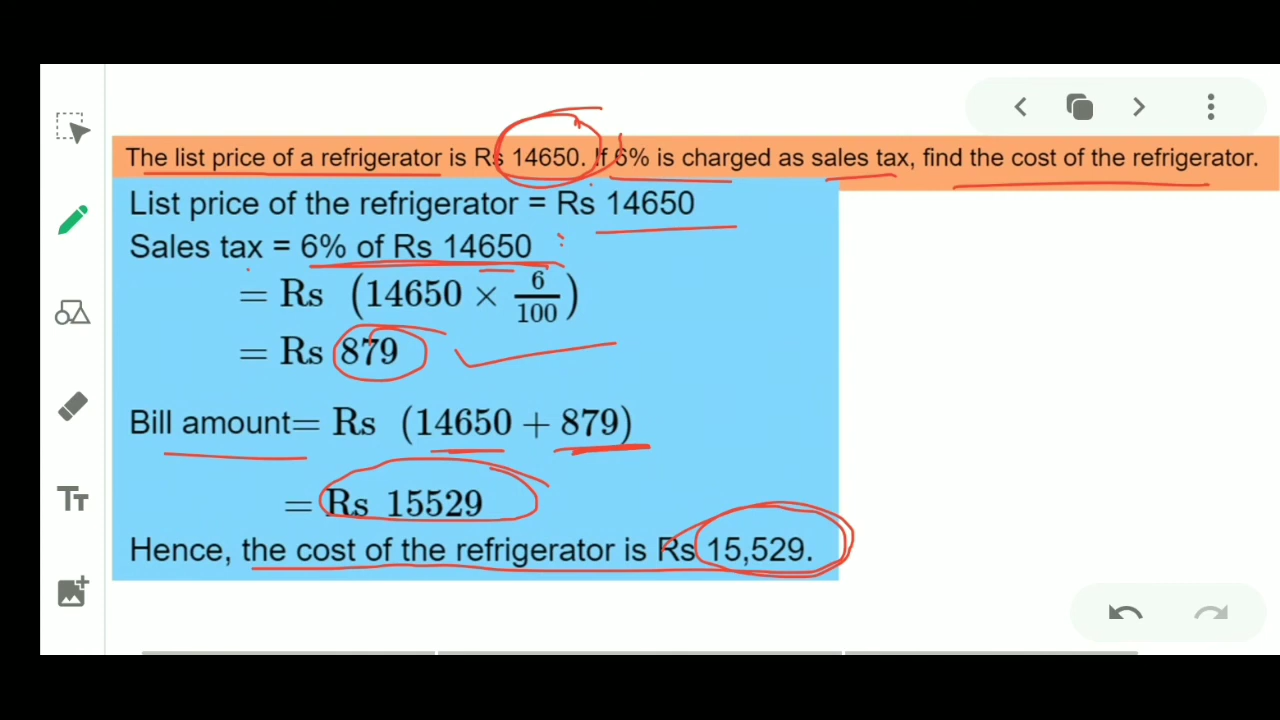 The list price of a refrigerator is Rs 14650. If 6% is charged as sales tax, find the cost of the refrigerator.
List price of the refrigerator = Rs 14650
Sales tax = 6% of Rs 14650
= Rs (14650 × 6/100)
= Rs 879
Bill amount= Rs (14650 + 879)
= Rs 15529
Hence, the cost of the refrigerator is Rs 15,529.
TT